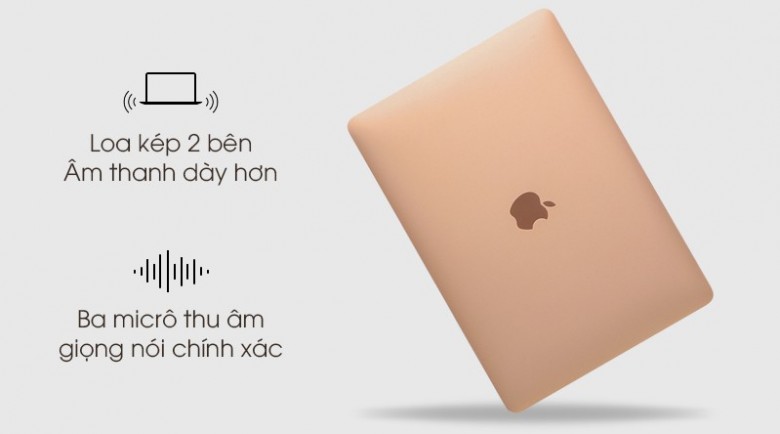 Loa kép 2 bên
Âm thanh dày hơn
Ba micrô thu âm
giọng nói chính xác